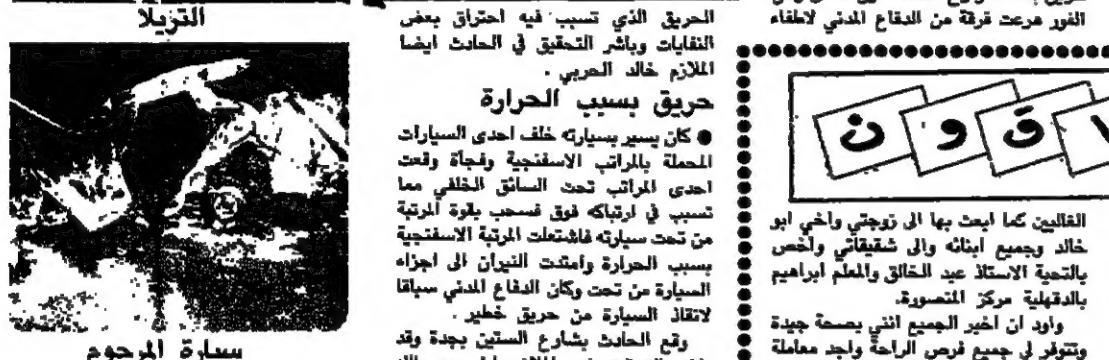 الفور هرعت فرقة من الدفاع المدني لاطفاء
ق و ن
الغاليين كما ابعث بها الى زوجتي واخي ابو
خالد وجميع ابنائه والى شقيقاتي واخص
بالتحية الاستاذ عبد الخالق والمعلم ابراهيم
بالدقهلية مركز المنصورة.
واود ان اخبر الجميع انني بصحة جيدة
وتتوفر لي جميع فرص الراحة واجد معاملة
الحريق الذي تسبب فيه احتراق بعض
النفايات وباشر التحقيق في الحادث ايضا
الملازم خالد الحربي .
حريق بسبب الحرارة
● كان يسير بسيارته خلف احدى السيارات
المحملة بالمراتب الاسفنجية وفجأة وقعت
احدى المراتب تحت السائق الخلفي مما
تسبب في ارتباكه فوق فسحب بقوة المرتبة
من تحت سيارته فاشتعلت المرتبة الاسفنجية
بسبب الحرارة وامتدت النيران الى اجزاء
السيارة من تحت وكان الدفاع المدني سباقا
لانقاذ السيارة من حريق خطير .
وقع الحادث بشارع الستين بجدة وقد
التزيلا
سيارة المرحوم